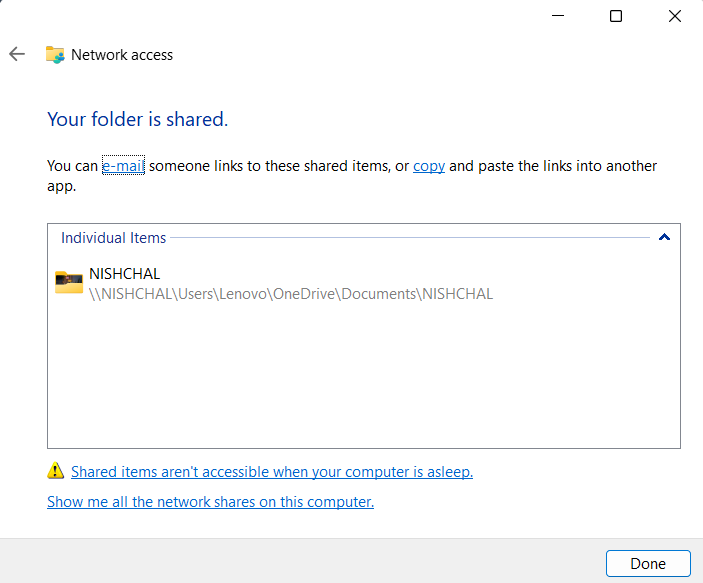 Network access
Your folder is shared.
You can e-mail someone links to these shared items, or copy and paste the links into another
app.
Individual Items
NISHCHAL
\\NISHCHAL\Users\Lenovo\OneDrive\Documents\NISHCHAL
Shared items aren't accessible when your computer is asleep.
Show me all the network shares on this computer.
Done